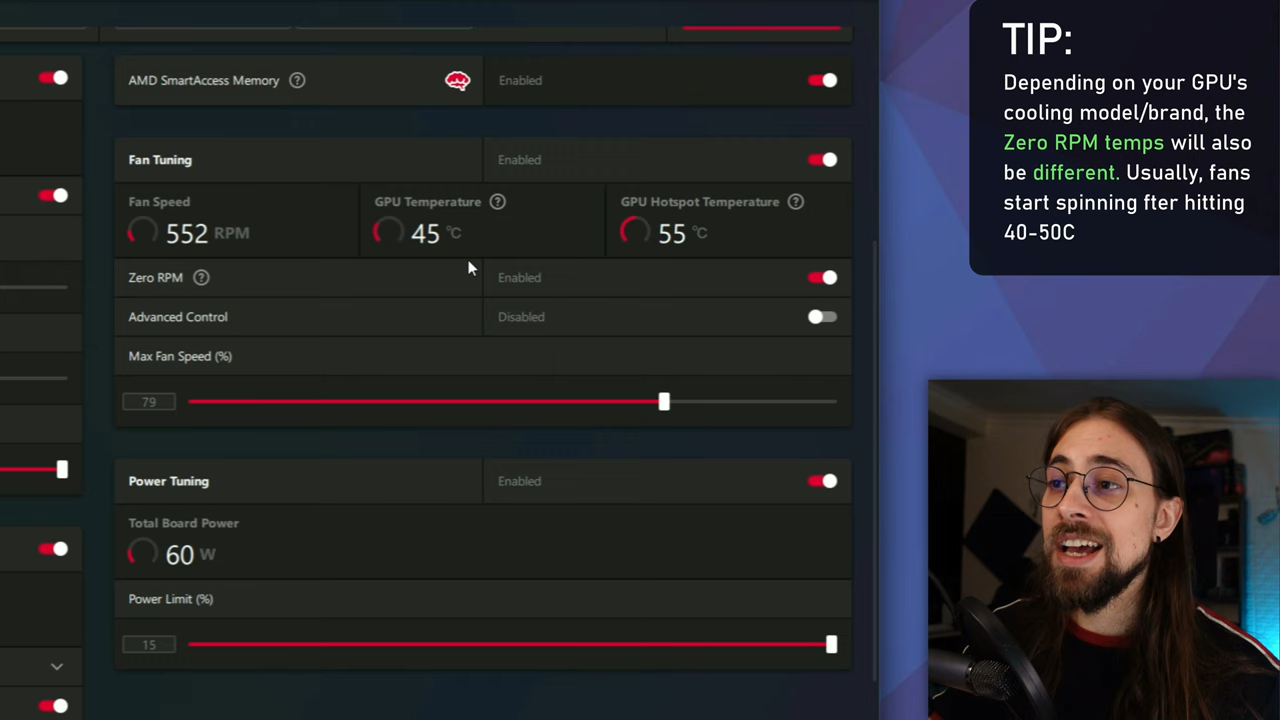 AMD SmartAccess Memory ?
Enabled
Fan Tuning
Enabled
Fan Speed
552 RPM
GPU Temperature ?
45 °C
GPU Hotspot Temperature ?
55 °C
Zero RPM ?
Enabled
Advanced Control
Disabled
Max Fan Speed (%)
79
Power Tuning
Enabled
Total Board Power
60 W
Power Limit (%)
15
TIP:
Depending on your GPU's
cooling model/brand, the
Zero RPM temps will also
be different. Usually, fans
start spinning fter hitting
40-50C